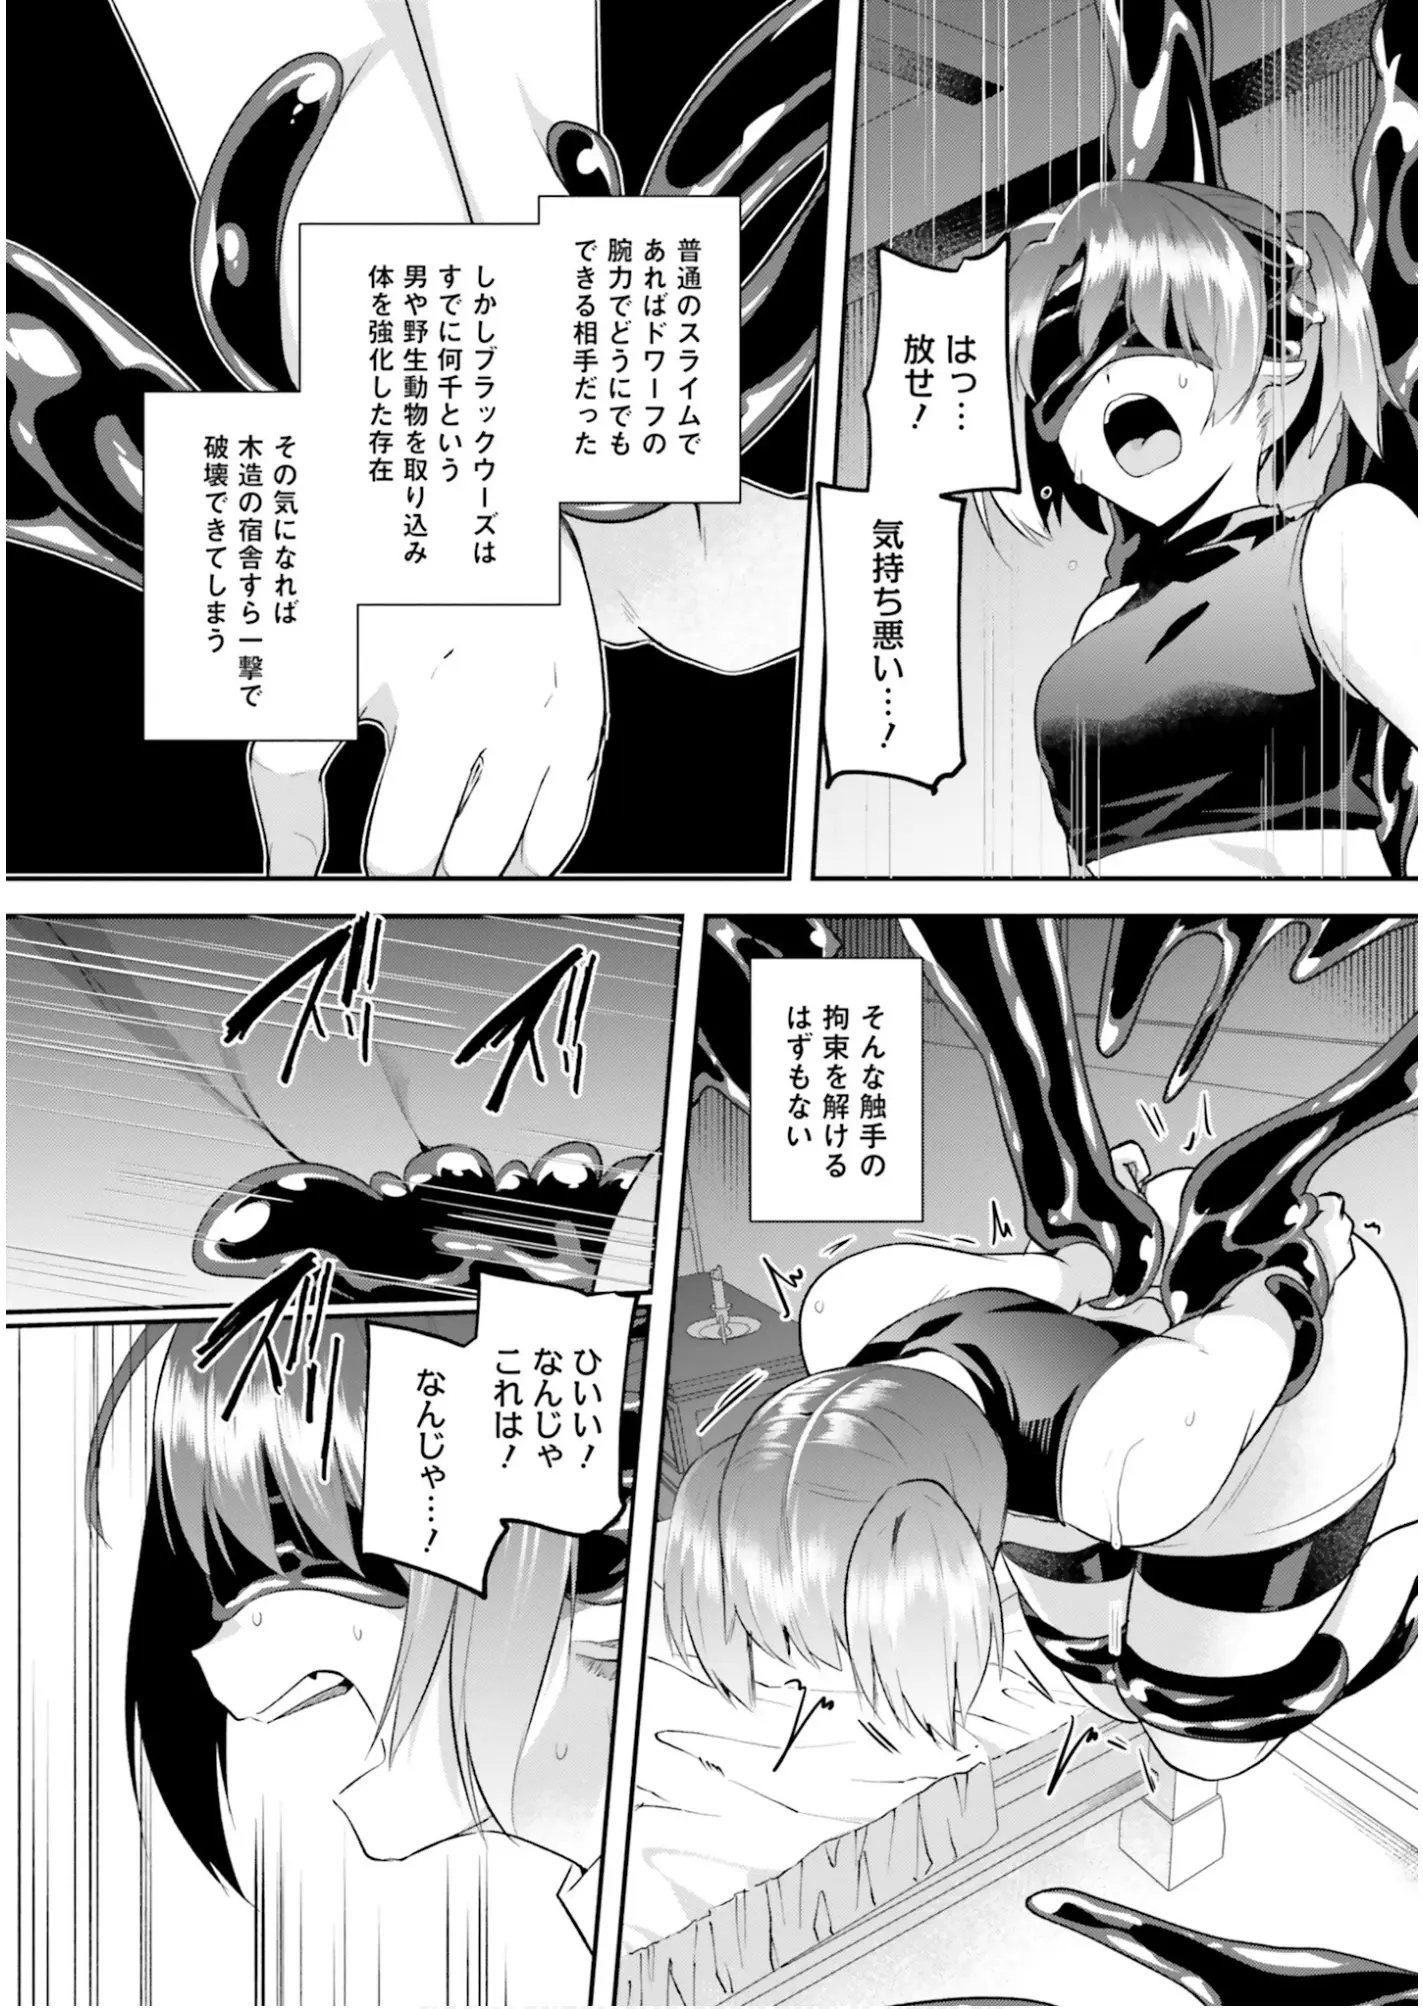 はっ…
放せ！
気持ち悪い…！
普通のスライムで
あればドワーフの
腕力でどうにでも
できる相手だった
しかしブラックウーズは
すでに何千という
男や野生動物を取り込み
体を強化した存在
その気になれば
木造の宿舎すら一撃で
破壊できてしまう
そんな触手の
拘束を解ける
はずもない
ズ
ズ
ズ
ひいい！
なんじゃ
これは！
なんじゃ…！